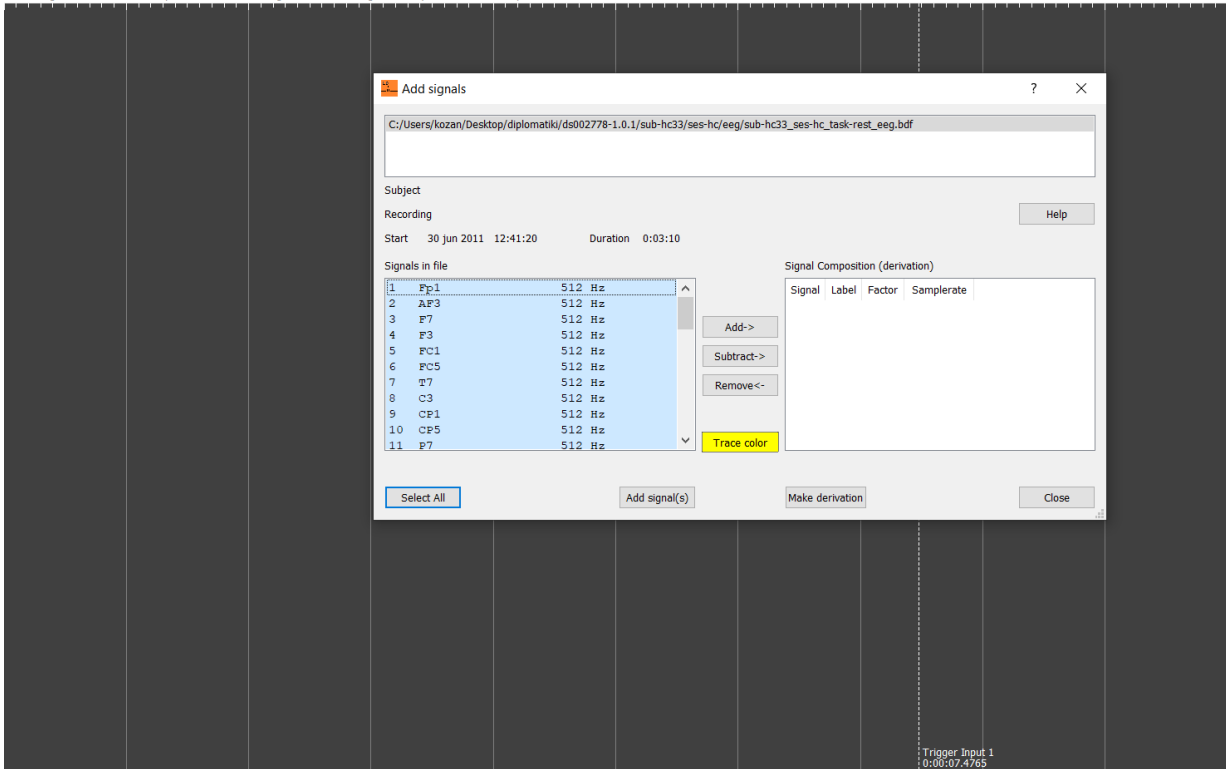 Add signals
? ×
C:/Users/kozan/Desktop/diplomatiki/ds002778-1.0.1/sub-hc33/ses-hc/eeg/sub-hc33_ses-hc_task-rest_eeg.bdf
Subject
Recording
Help
Start 30 jun 2011 12:41:20 Duration 0:03:10
Signals in file
Signal Composition (derivation)
1 Fp1 512 Hz
2 AF3 512 Hz
3 F7 512 Hz
4 F3 512 Hz
5 FC1 512 Hz
6 FC5 512 Hz
7 T7 512 Hz
8 C3 512 Hz
9 CP1 512 Hz
10 CP5 512 Hz
11 P7 512 Hz
Add->
Subtract->
Remove<-
Trace color
Signal Label Factor Samplerate
Select All
Add signal(s)
Make derivation
Close
Trigger Input 1
0:00:07.4765